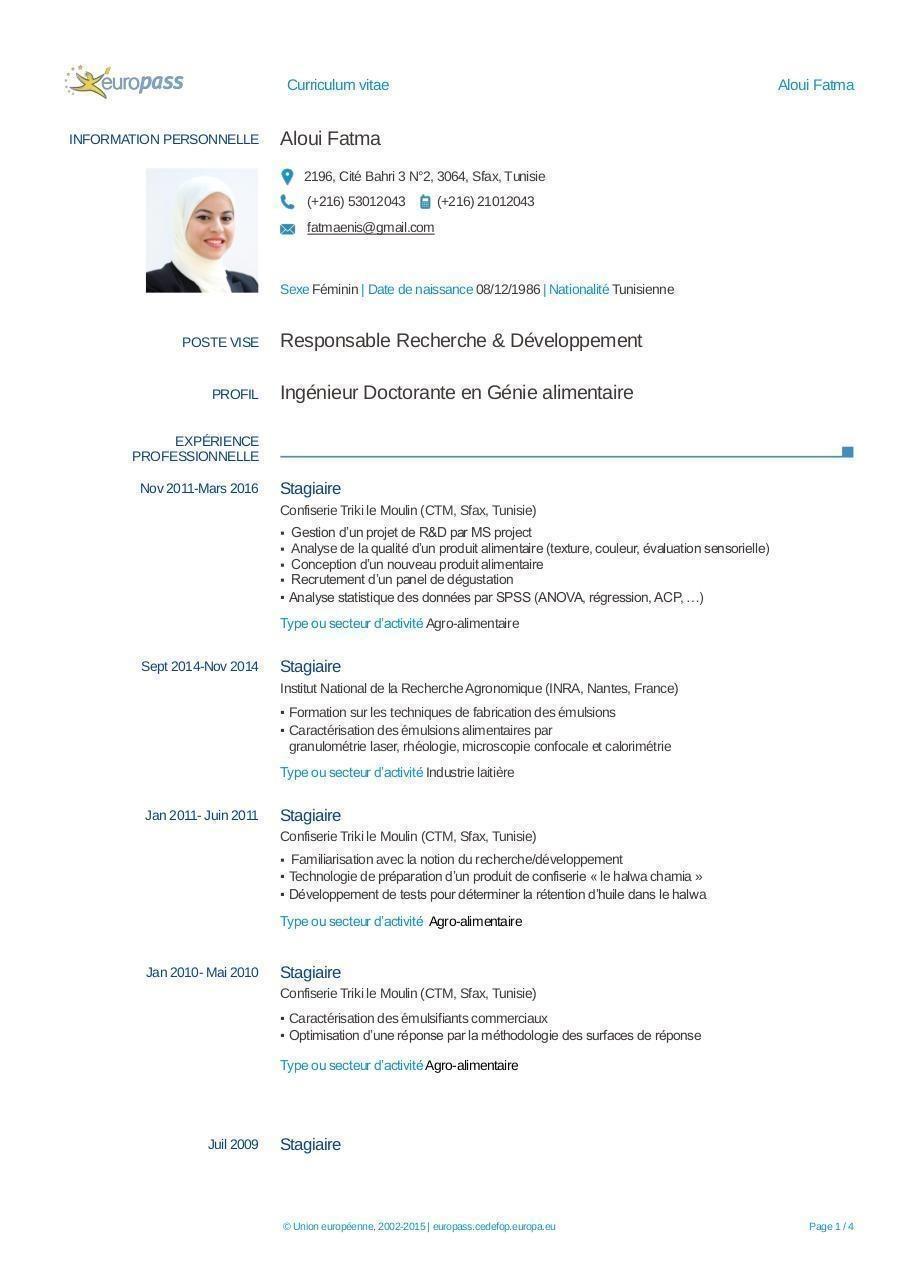 europass
Curriculum vitae
Aloui Fatma
INFORMATION PERSONNELLE
Aloui Fatma
2196, Cité Bahri 3 N°2, 3064, Sfax, Tunisie
(+216) 53012043 (+216) 21012043
fatmaenis@gmail.com
Sexe Féminin | Date de naissance 08/12/1986 | Nationalité Tunisienne
POSTE VISE
Responsable Recherche & Développement
PROFIL
Ingénieur Doctorante en Génie alimentaire
EXPÉRIENCE
PROFESSIONNELLE
Nov 2011-Mars 2016
Stagiaire
Confiserie Triki le Moulin (CTM, Sfax, Tunisie)
▪ Gestion d’un projet de R&D par MS project
▪ Analyse de la qualité d’un produit alimentaire (texture, couleur, évaluation sensorielle)
▪ Conception d’un nouveau produit alimentaire
▪ Recrutement d’un panel de dégustation
▪ Analyse statistique des données par SPSS (ANOVA, régression, ACP, …)
Type ou secteur d’activité Agro-alimentaire
Sept 2014-Nov 2014
Stagiaire
Institut National de la Recherche Agronomique (INRA, Nantes, France)
▪ Formation sur les techniques de fabrication des émulsions
▪ Caractérisation des émulsions alimentaires par
granulométrie laser, rhéologie, microscopie confocale et calorimétrie
Type ou secteur d’activité Industrie laitière
Jan 2011- Juin 2011
Stagiaire
Confiserie Triki le Moulin (CTM, Sfax, Tunisie)
▪ Familiarisation avec la notion du recherche/développement
▪ Technologie de préparation d’un produit de confiserie « le halwa chamia »
▪ Développement de tests pour déterminer la rétention d’huile dans le halwa
Type ou secteur d’activité Agro-alimentaire
Jan 2010- Mai 2010
Stagiaire
Confiserie Triki le Moulin (CTM, Sfax, Tunisie)
▪ Caractérisation des émulsifiants commerciaux
▪ Optimisation d’une réponse par la méthodologie des surfaces de réponse
Type ou secteur d’activité Agro-alimentaire
Juil 2009
Stagiaire
© Union européenne, 2002-2015 | europass.cedefop.europa.eu
Page 1 / 4